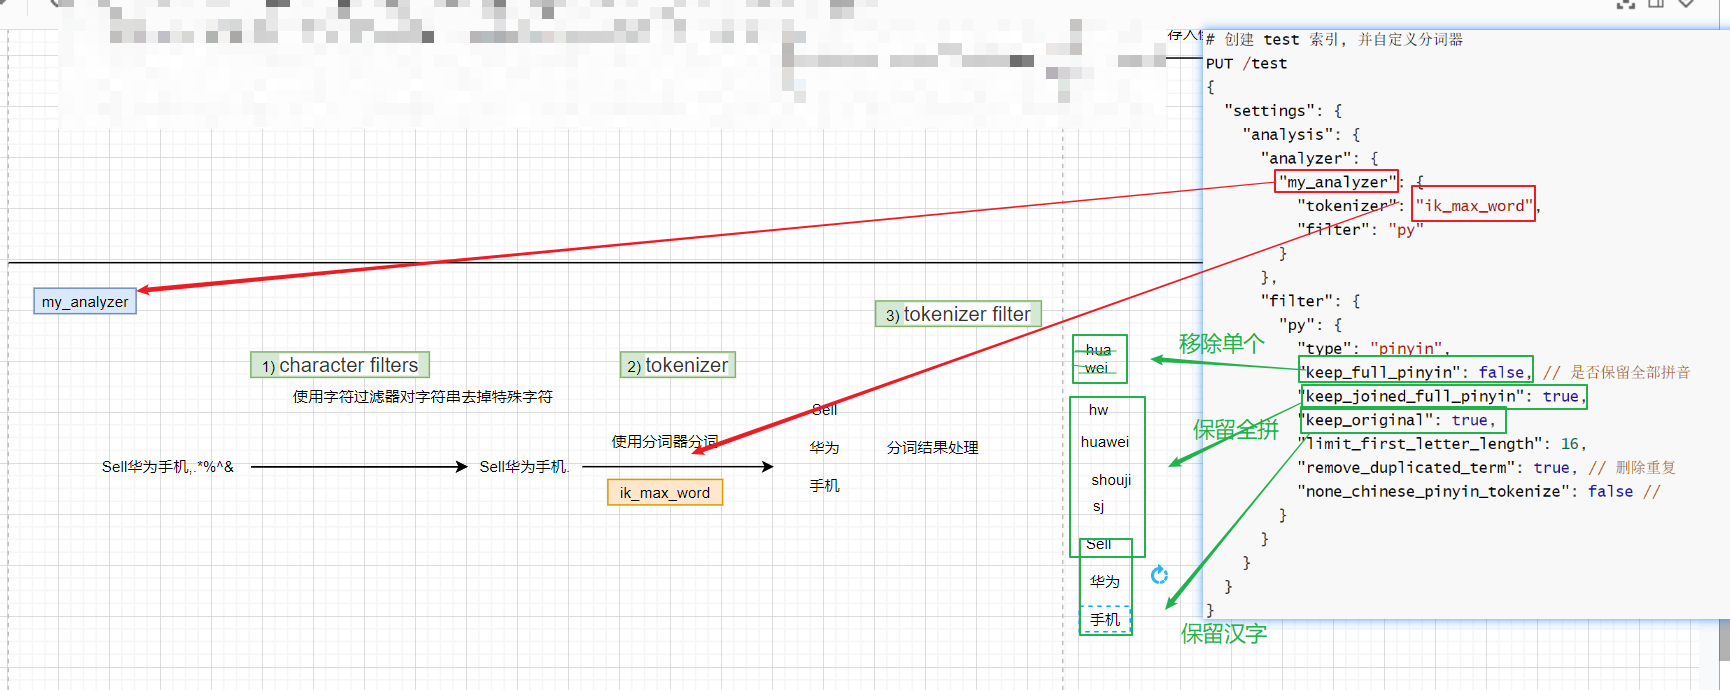 存入
# 创建 test 索引, 并自定义分词器
PUT /test
{
"settings": {
"analysis": {
"analyzer": {
"my_analyzer": {
"tokenizer": "ik_max_word",
"filter": "py"
}
},
"filter": {
"py": {
"type": "pinyin",
"keep_full_pinyin": false, // 是否保留全部拼音
"keep_joined_full_pinyin": true,
"keep_original": true,
"limit_first_letter_length": 16,
"remove_duplicated_term": true, // 删除重复
"none_chinese_pinyin_tokenize": false //
}
}
}
}
}
my_analyzer
1) character filters
使用字符过滤器对字符串去掉特殊字符
Sell华为手机,.*%^&
Sell华为手机.
2) tokenizer
使用分词器分词
ik_max_word
Sell
华为
手机
3) tokenizer filter
分词结果处理
hua
wei
hw
huawei
shouji
sj
Sell
华为
手机
移除单个
保留全拼
保留汉字